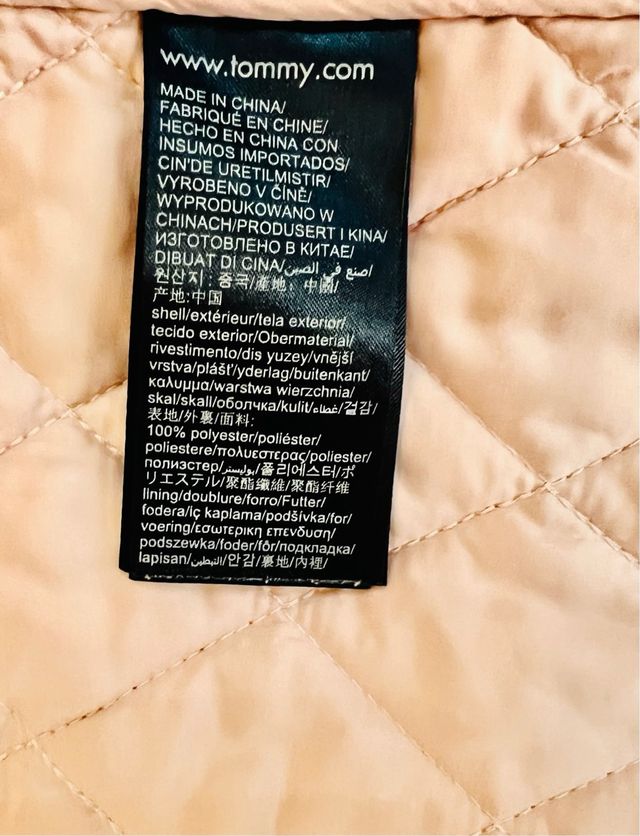 www.tommy.com
MADE IN CHINA/
FABRIQUÉ EN CHINE/
HECHO EN CHINA CON
INSUMOS IMPORTADOS/
CIN'DE URETILMISTIR/
VYROBENO V ČÍNĚ/
WYPRODUKOWANO W
CHINACH/PRODUSERT I KINA/
ИЗГОТОВЛЕНО В КИТАЕ/
DIBUAT DI CINA/اصنع في الصين/
원산지: 중국/產地: 中國/
产地:中国
shell/extérieur/tela exterior/
tecido exterior/Obermaterial/
rivestimento/dis yuzey/vnější
vrstva/plášť/yderlag/buitenkant/
καλυμμα/warstwa wierzchnia/
skal/skall/оболчка/kulit/غطاء/겉감/
表地/外裏/面料:
100% polyester/poliéster/
poliestere/πολυεστερας/poliester/
полиэстер/بوليستر/폴리에스터/ポ
リエステル/聚酯纖維/聚酯纤维
lining/doublure/forro/Futter/
fodera/iç kaplama/podšívka/for/
voering/εσωτερικη επενδυση/
podszewka/foder/fôr/подкладка/
lapisan/التبطين/안감/裏地/內裡/